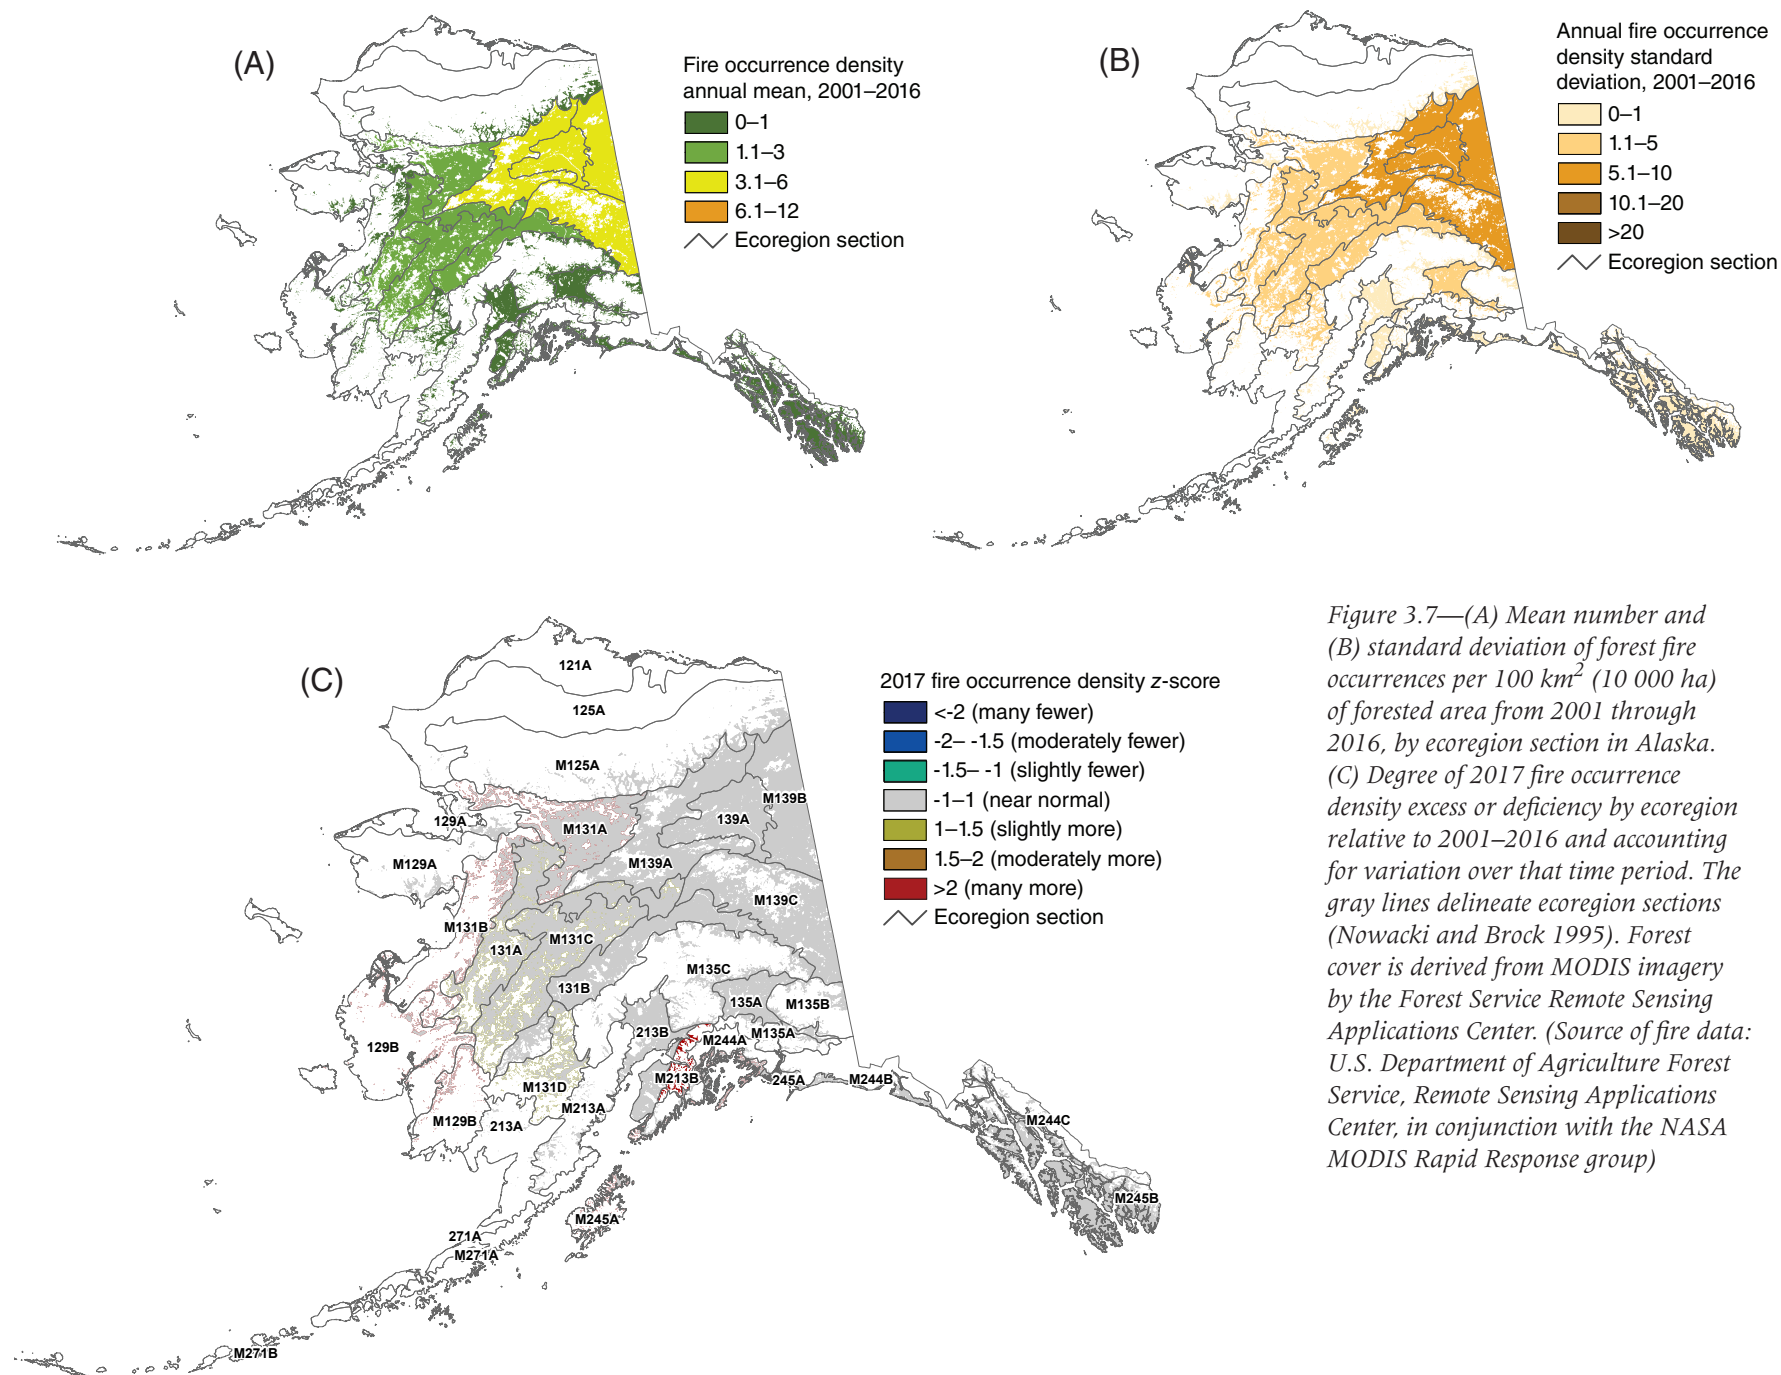 (A)
Fire occurrence density
annual mean, 2001–2016
0–1
1.1–3
3.1–6
6.1–12
Ecoregion section
(B)
Annual fire occurrence
density standard
deviation, 2001–2016
0–1
1.1–5
5.1–10
10.1–20
>20
Ecoregion section
(C)
2017 fire occurrence density z-score
<-2 (many fewer)
-2– -1.5 (moderately fewer)
-1.5– -1 (slightly fewer)
-1–1 (near normal)
1–1.5 (slightly more)
1.5–2 (moderately more)
>2 (many more)
Ecoregion section
121A
125A
M125A
M139B
129A
M131A
139A
M129A
M139A
M139C
M131B
131A
M131C
M135C
131B
135A
M135B
213B
M135A
M244A
129B
M213B
245A
M244B
M131D
M213A
M129B
213A
M244C
M245B
M245A
271A
M271A
M271B
Figure 3.7—(A) Mean number and
(B) standard deviation of forest fire
occurrences per 100 km² (10 000 ha)
of forested area from 2001 through
2016, by ecoregion section in Alaska.
(C) Degree of 2017 fire occurrence
density excess or deficiency by ecoregion
relative to 2001–2016 and accounting
for variation over that time period. The
gray lines delineate ecoregion sections
(Nowacki and Brock 1995). Forest
cover is derived from MODIS imagery
by the Forest Service Remote Sensing
Applications Center. (Source of fire data:
U.S. Department of Agriculture Forest
Service, Remote Sensing Applications
Center, in conjunction with the NASA
MODIS Rapid Response group)